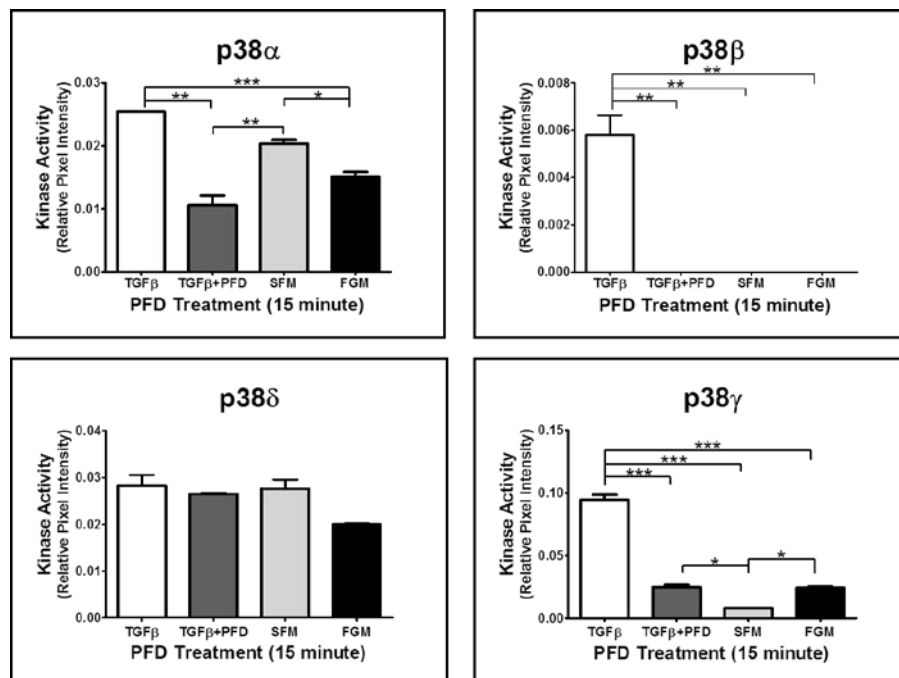 p38α
Kinase Activity
(Relative Pixel Intensity)
0.03
0.02
0.01
0.00
***
**
*
**
TGFβ TGFβ+PFD SFM FGM
PFD Treatment (15 minute)
p38β
Kinase Activity
(Relative Pixel Intensity)
0.008
0.006
0.004
0.002
0.000
**
**
**
TGFβ TGFβ+PFD SFM FGM
PFD Treatment (15 minute)
p38δ
Kinase Activity
(Relative Pixel Intensity)
0.04
0.03
0.02
0.01
0.00
TGFβ TGFβ+PFD SFM FGM
PFD Treatment (15 minute)
p38γ
Kinase Activity
(Relative Pixel Intensity)
0.15
0.10
0.05
0.00
***
***
***
* *
TGFβ TGFβ+PFD SFM FGM
PFD Treatment (15 minute)